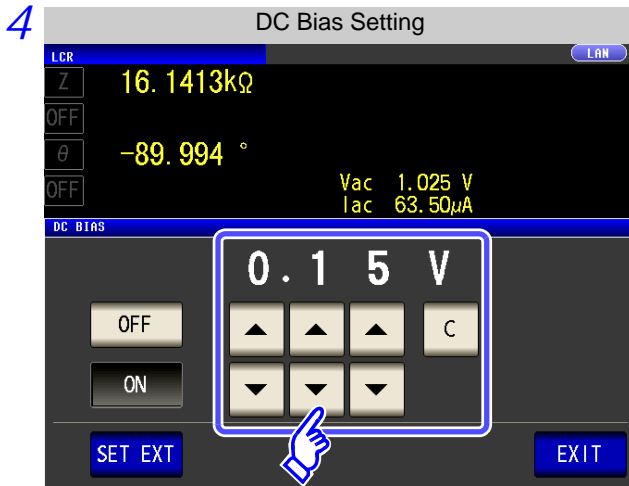 4
DC Bias Setting
LCR
LAN
Z 16.1413kΩ
OFF
θ -89.994 °
OFF
Vac 1.025 V
Iac 63.50μA
DC BIAS
0.15 V
OFF
▲ ▲ ▲ C
ON
▼ ▼ ▼
SET EXT
EXIT